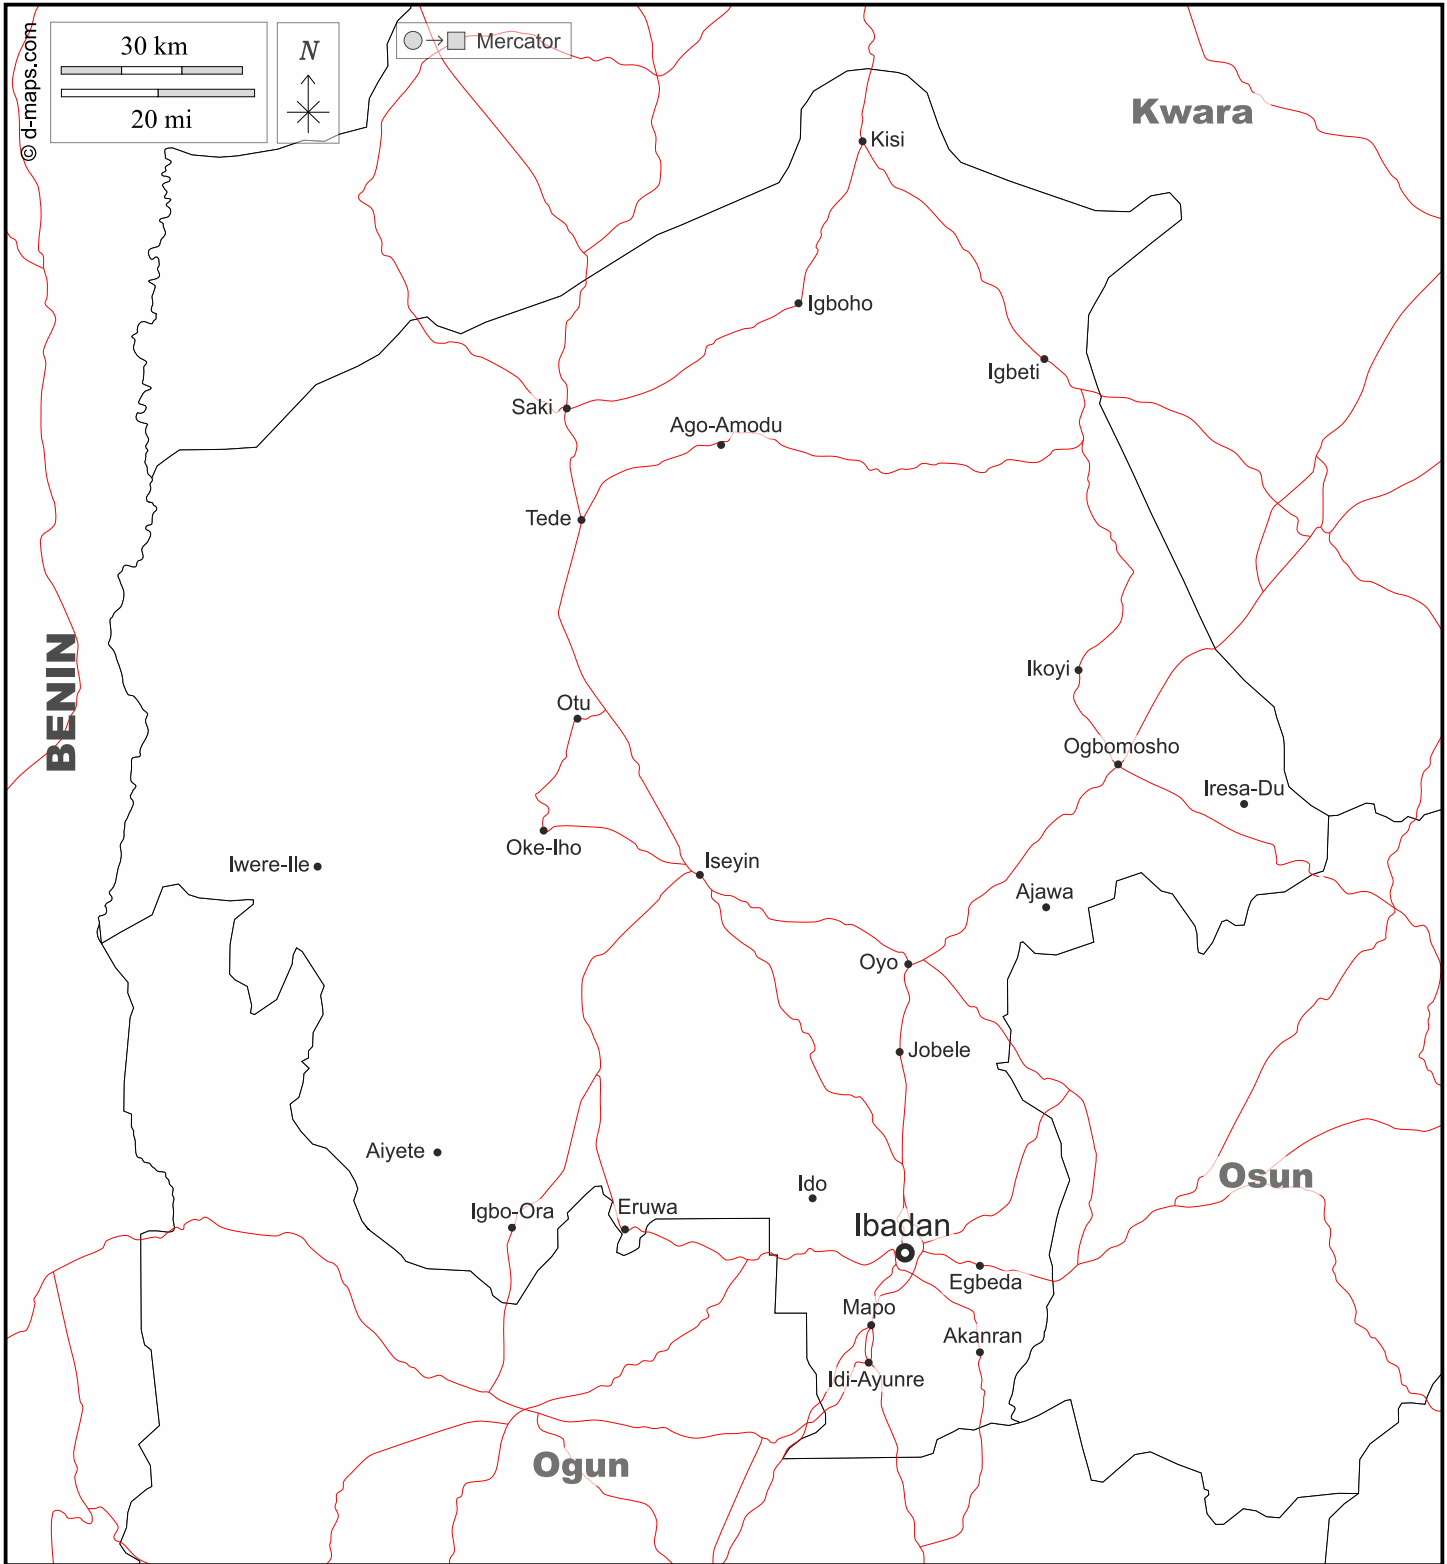 © d-maps.com
30 km
20 mi
N
Mercator
Kwara
Kisi
Igboho
Igbeti
Saki
Ago-Amodu
Tede
BENIN
Ikoyi
Otu
Ogbomosho
Iresa-Du
Oke-Iho
Iseyin
Iwere-Ile
Ajawa
Oyo
Jobele
Aiyete
Ido
Osun
Igbo-Ora
Eruwa
Ibadan
Egbeda
Mapo
Akanran
Idi-Ayunre
Ogun